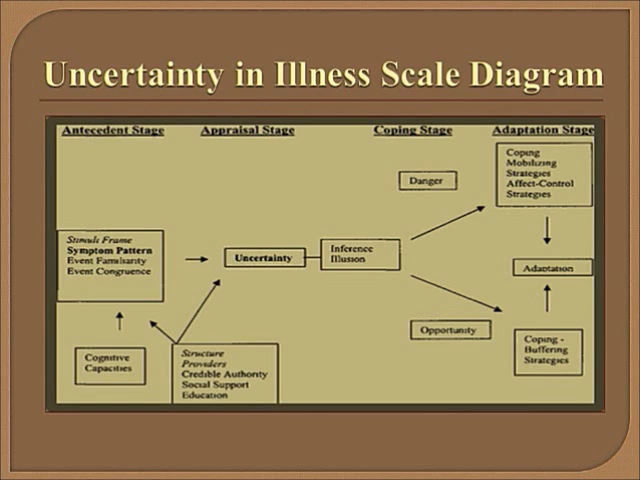 Uncertainty in Illness Scale Diagram
Antecedent Stage
Appraisal Stage
Coping Stage
Adaptation Stage
Stimuli Frame
Symptom Pattern
Event Familiarity
Event Congruence
Cognitive
Capacities
Structure
Providers
Credible Authority
Social Support
Education
Uncertainty
Inference
Illusion
Danger
Opportunity
Coping
Mobilizing
Strategies
Affect-Control
Strategies
Adaptation
Coping -
Buffering
Strategies